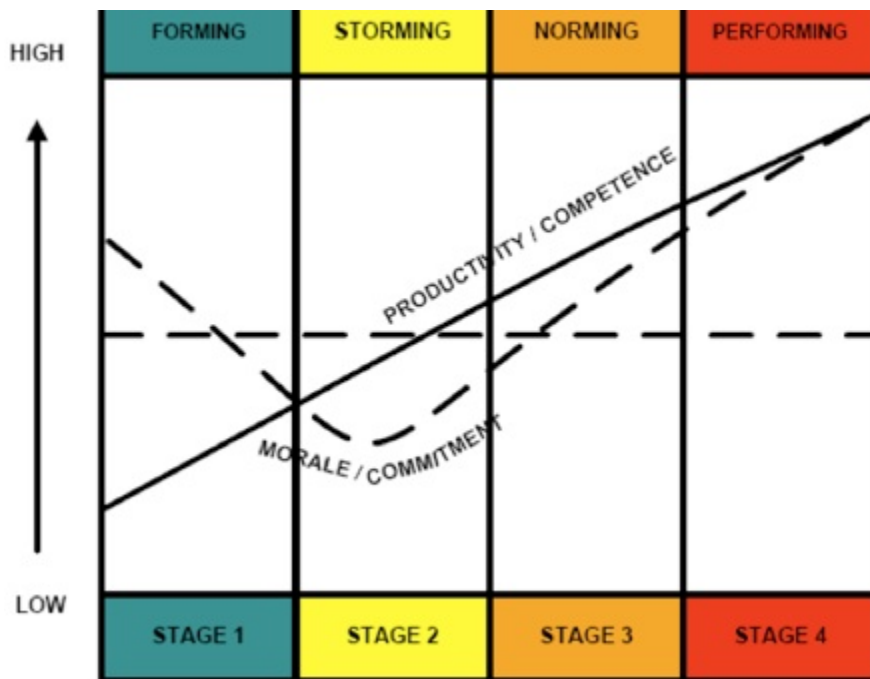 FORMING
STORMING
NORMING
PERFORMING
HIGH
PRODUCTIVITY / COMPETENCE
MORALE / COMMITMENT
LOW
STAGE 1
STAGE 2
STAGE 3
STAGE 4